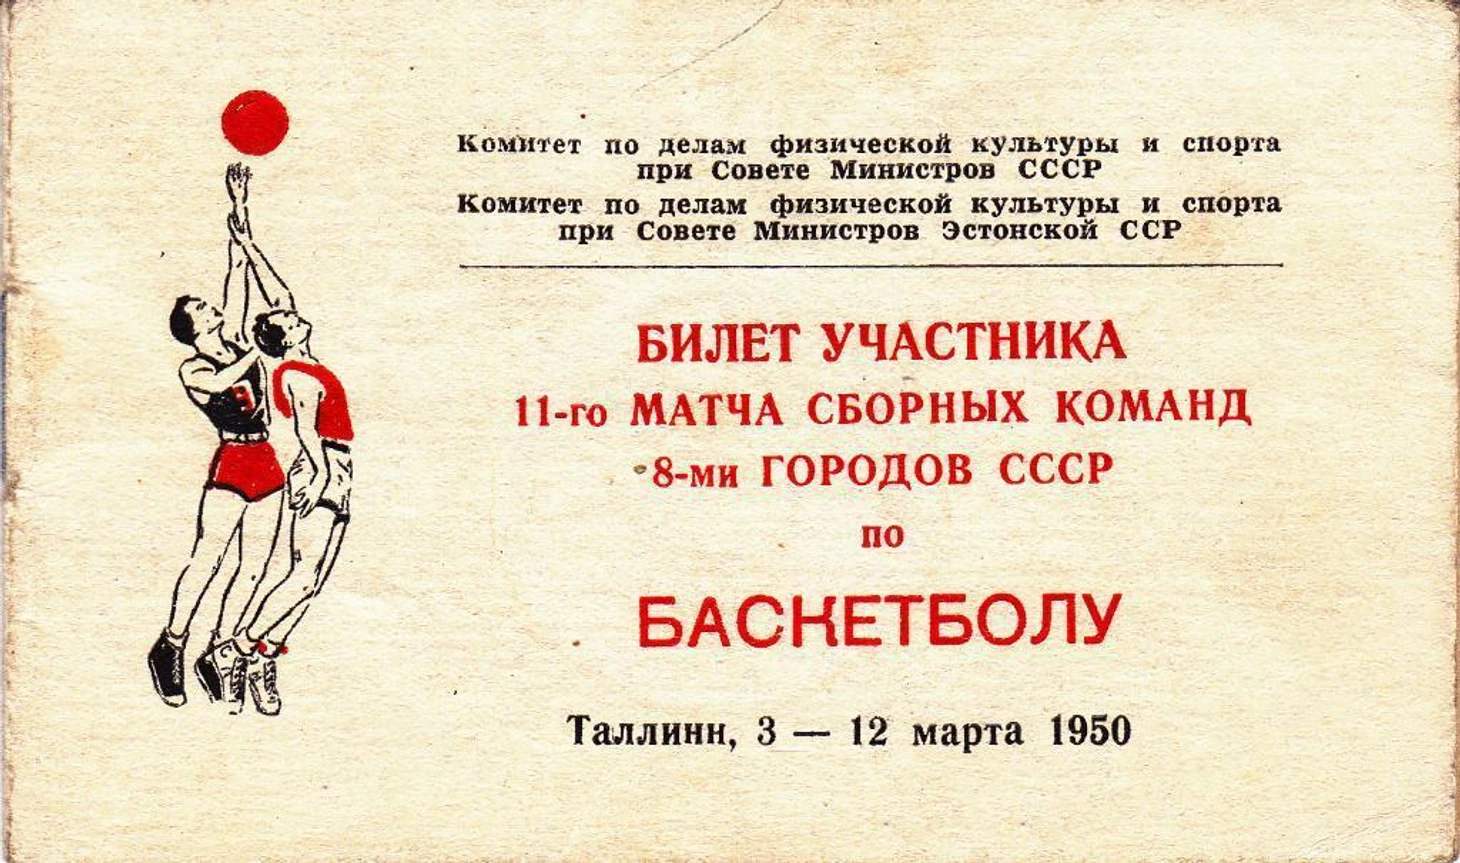 Комитет по делам физической культуры и спорта
при Совете Министров СССР
Комитет по делам физической культуры и спорта
при Совете Министров Эстонской ССР
БИЛЕТ УЧАСТНИКА
11-го МАТЧА СБОРНЫХ КОМАНД
8-ми ГОРОДОВ СССР
по
БАСКЕТБОЛУ
Таллинн, 3 — 12 марта 1950